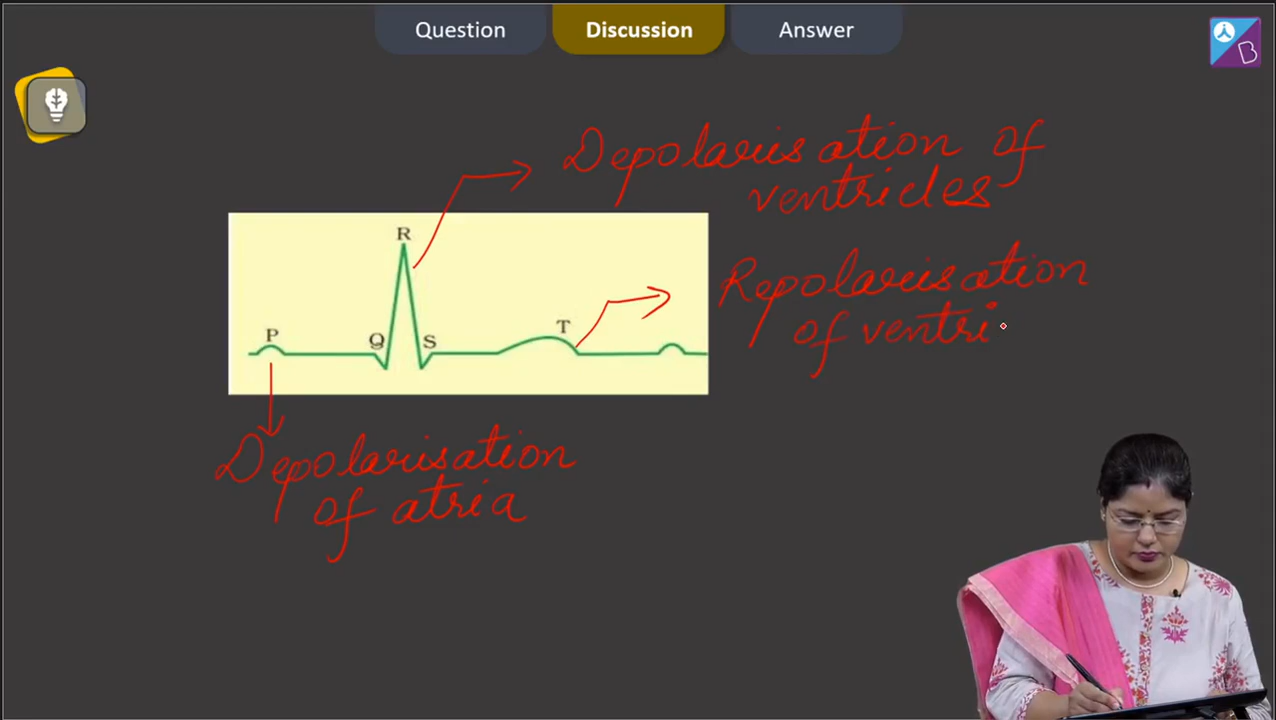 Question Discussion Answer
Depolarisation of
ventricles
R
Repolarisation
of ventri
P Q S T
Depolarisation
of atria
B